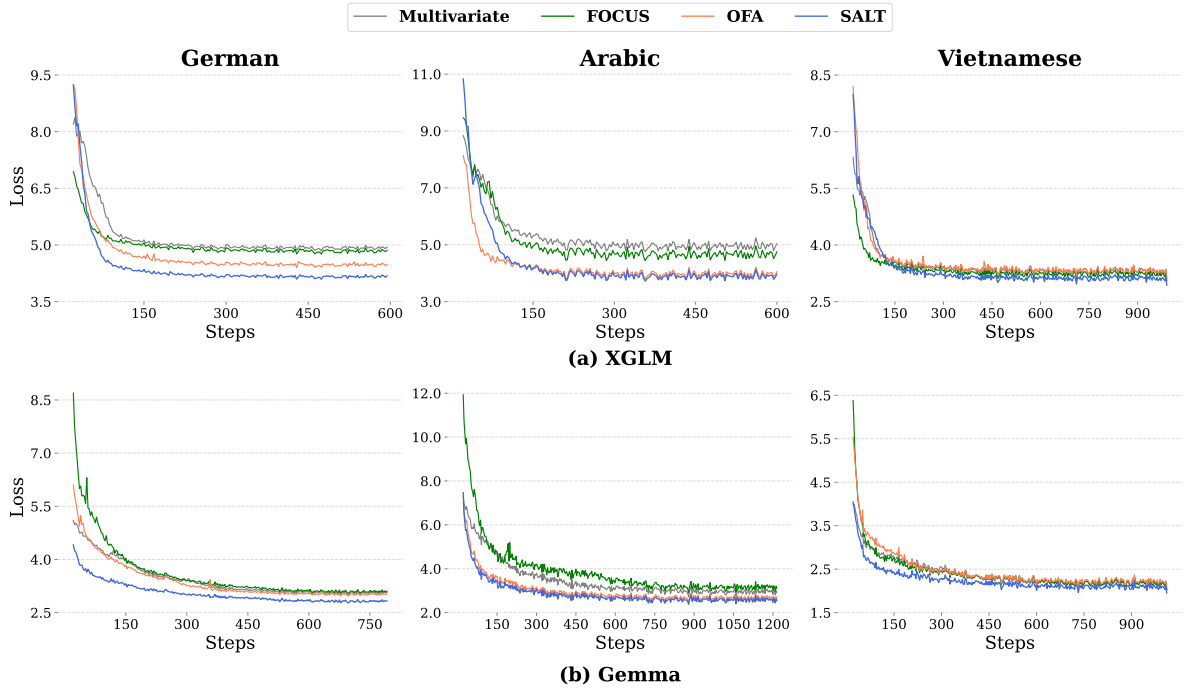 Multivariate FOCUS OFA SALT
German Arabic Vietnamese
9.5 11.0 8.5
8.0 9.0 7.0
6.5 7.0 5.5
5.0 5.0 4.0
3.5 3.0 2.5
Loss
150 300 450 600 150 300 450 600 150 300 450 600 750 900
Steps Steps Steps
(a) XGLM
8.5 12.0 6.5
7.0 10.0 5.5
5.5 8.0 4.5
4.0 6.0 3.5
2.5 4.0 2.5
2.0 1.5
Loss
150 300 450 600 750 150 300 450 600 750 900 1050 1200 150 300 450 600 750 900
Steps Steps Steps
(b) Gemma